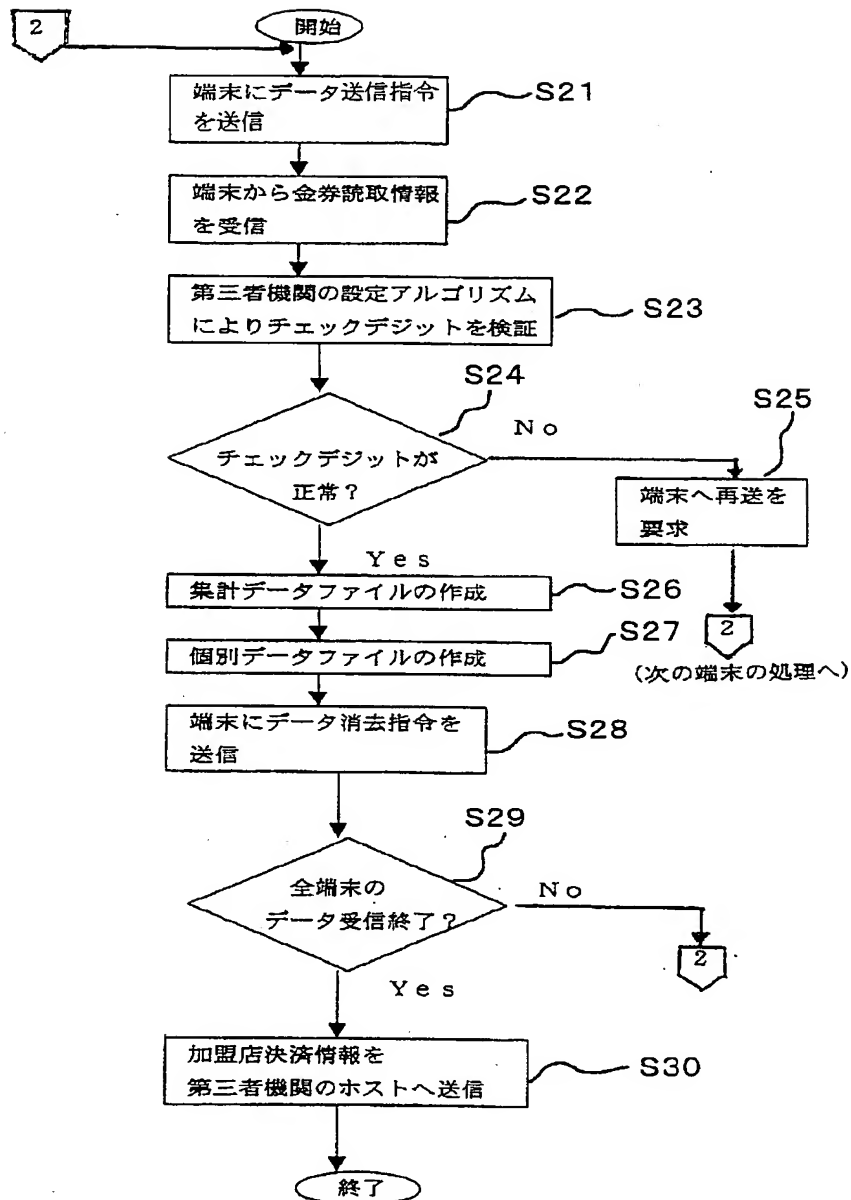 2
開始
端末にデータ送信指令
を送信
S21
端末から金券読取情報
を受信
S22
第三者機関の設定アルゴリズム
によりチェックデジットを検証
S23
S24
チェックデジットが
正常？
No
S25
端末へ再送を
要求
Yes
2
(次の端末の処理へ)
集計データファイルの作成
S26
個別データファイルの作成
S27
端末にデータ消去指令を
送信
S28
S29
全端末の
データ受信終了？
No
2
Yes
加盟店決済情報を
第三者機関のホストへ送信
S30
終了